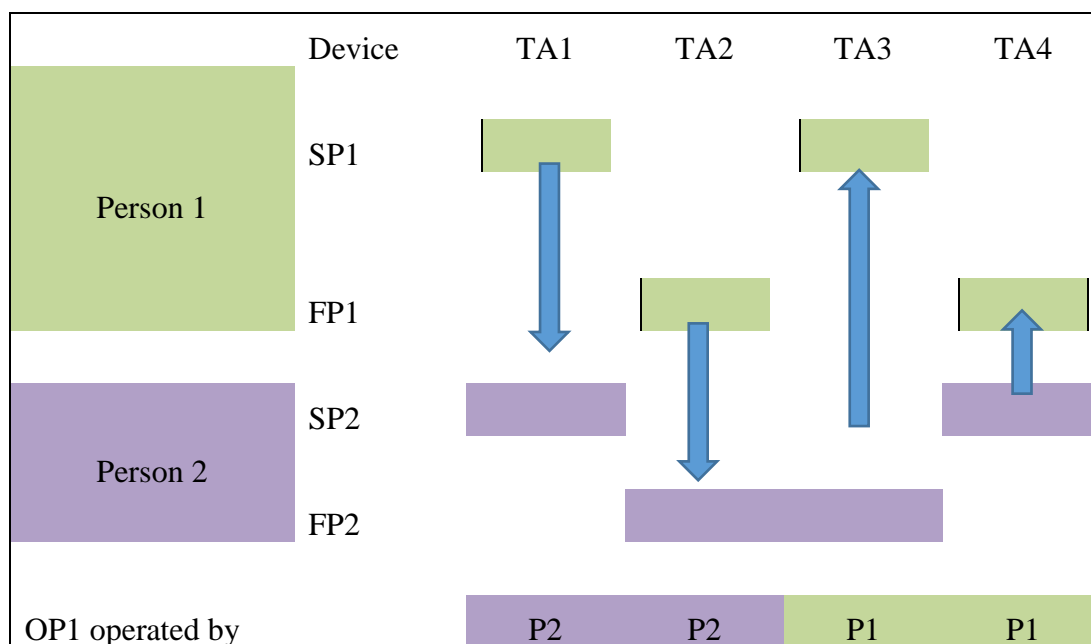 Device TA1 TA2 TA3 TA4
SP1
Person 1
FP1
SP2
Person 2
FP2
OP1 operated by P2 P2 P1 P1